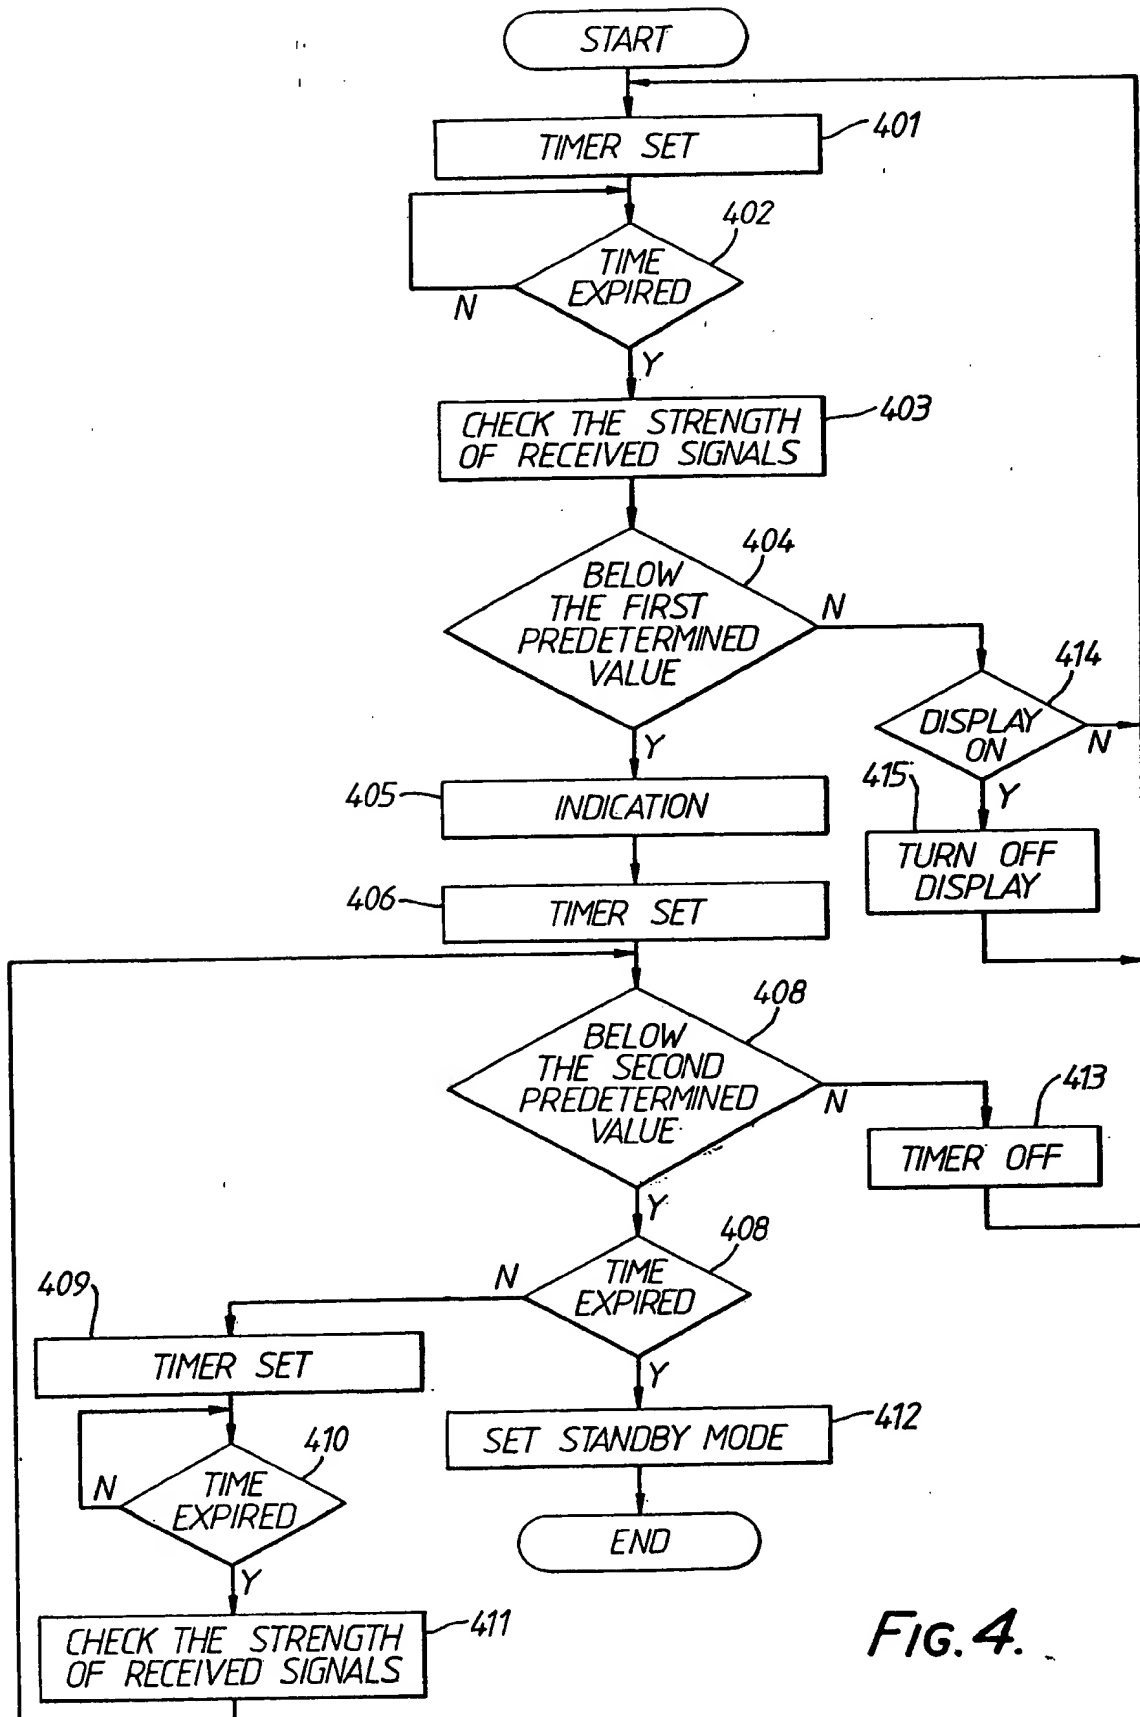 START
401
TIMER SET
402
TIME
EXPIRED
N
Y
403
CHECK THE STRENGTH
OF RECEIVED SIGNALS
404
BELOW
THE FIRST
PREDETERMINED
VALUE
N
Y
414
DISPLAY
ON
N
Y
405
INDICATION
415
TURN OFF
DISPLAY
406
TIMER SET
408
BELOW
THE SECOND
PREDETERMINED
VALUE
N
Y
413
TIMER OFF
408
TIME
EXPIRED
N
Y
409
TIMER SET
410
TIME
EXPIRED
N
Y
412
SET STANDBY MODE
END
411
CHECK THE STRENGTH
OF RECEIVED SIGNALS
FIG. 4.